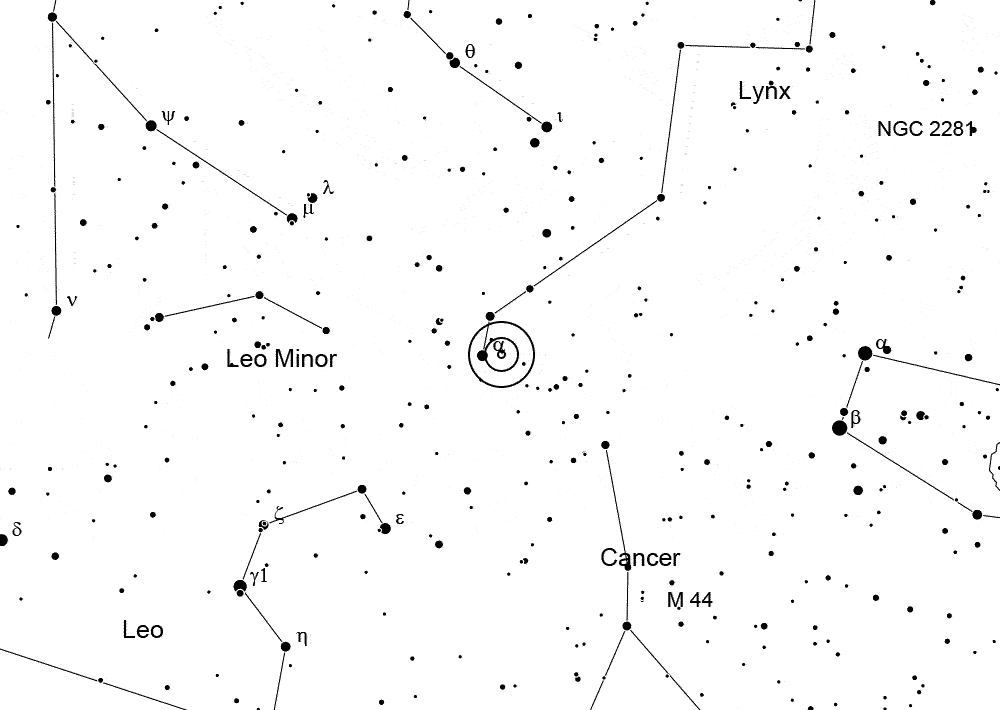 θ
Lynx
ψ
ι
NGC 2281
λ
μ
ν
α
α
Leo Minor
β
ζ
ε
δ
Cancer
γ1
M 44
Leo
η